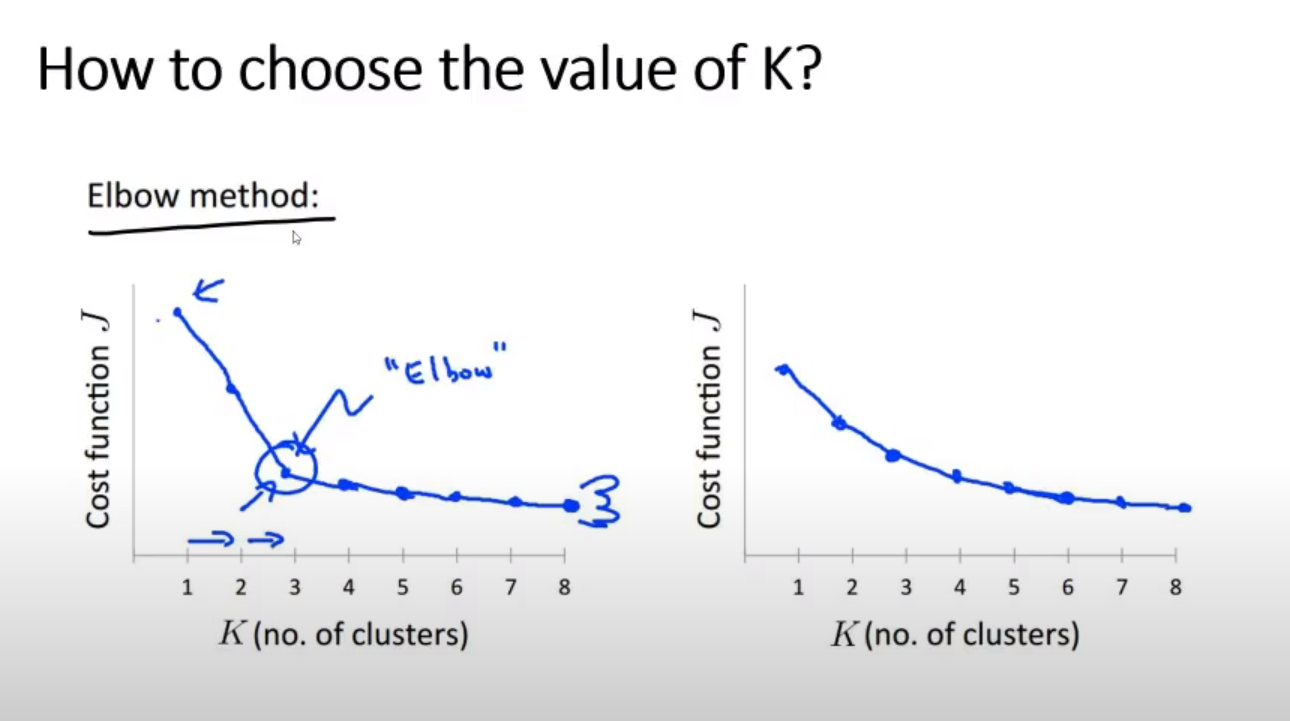 How to choose the value of K?
Elbow method:
Cost function J
"Elbow"
1 2 3 4 5 6 7 8
K (no. of clusters)
Cost function J
1 2 3 4 5 6 7 8
K (no. of clusters)